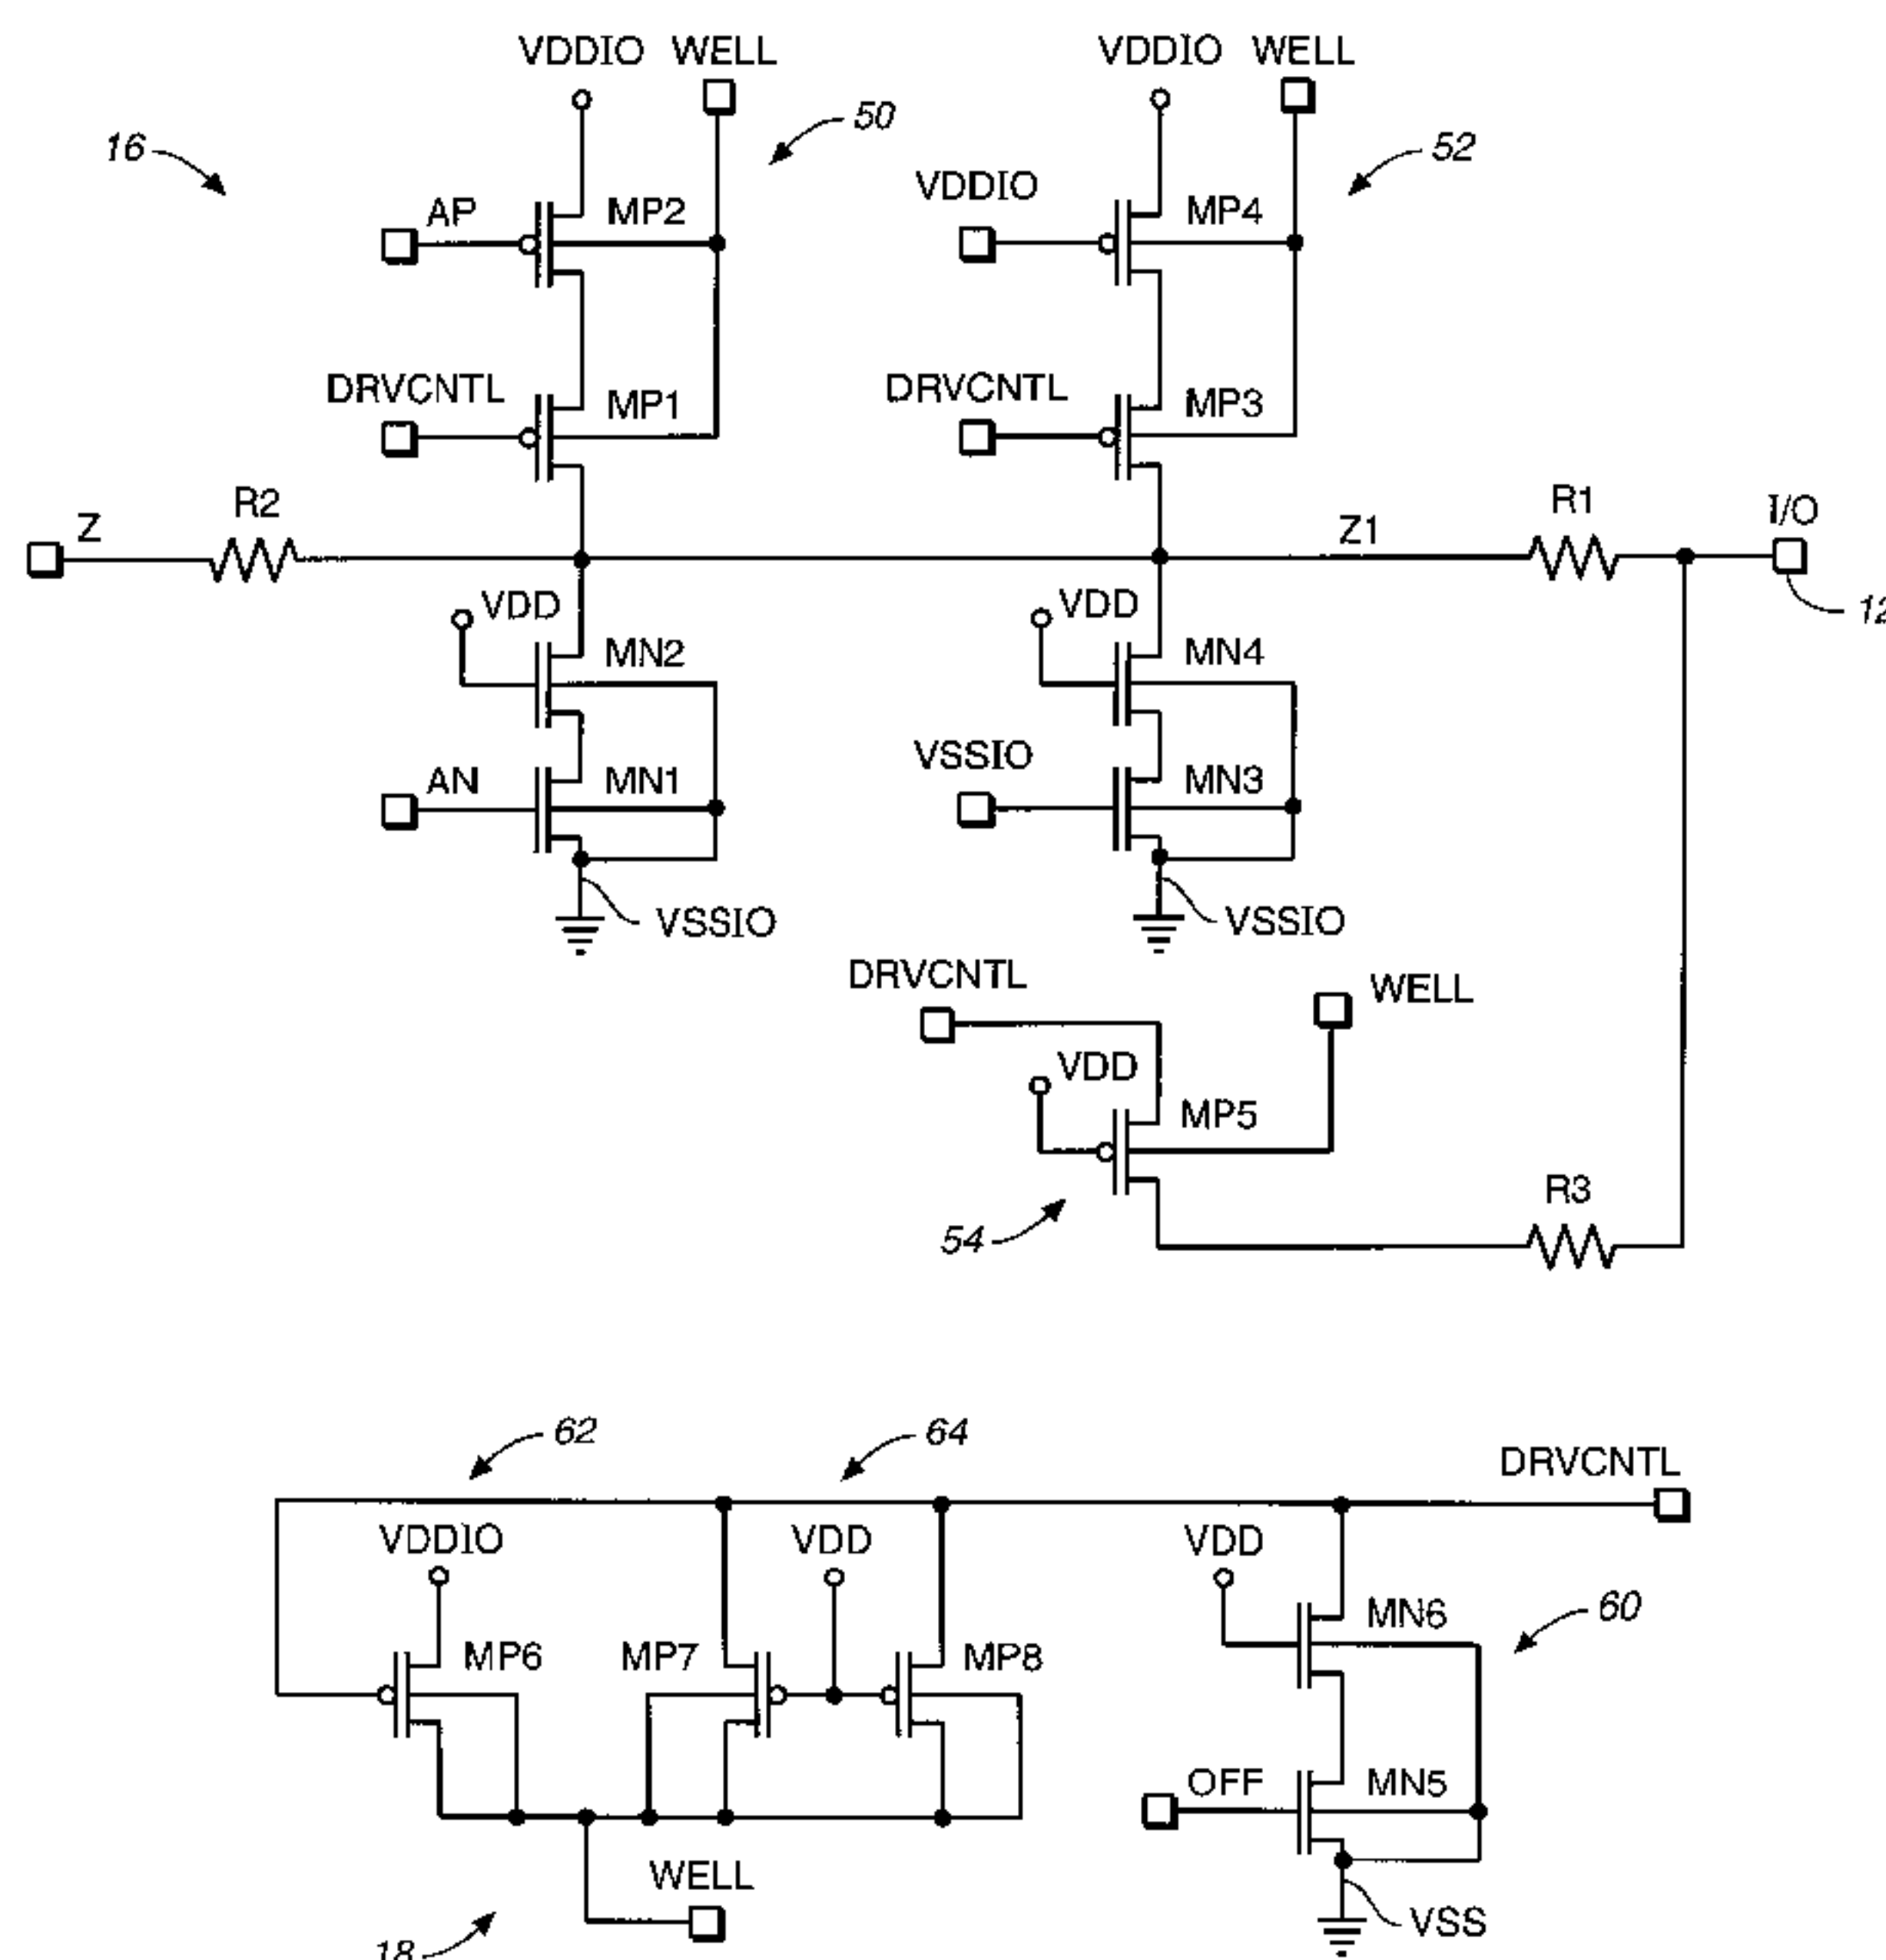 VDDIO WELL
VDDIO WELL
16
50
52
AP
MP2
VDDIO
MP4
DRVCNTL
MP1
DRVCNTL
MP3
Z
R2
Z1
R1
I/O
12
VDD
MN2
VDD
MN4
AN
MN1
VSSIO
MN3
VSSIO
VSSIO
DRVCNTL
WELL
VDD
MP5
54
R3
62
64
DRVCNTL
VDDIO
VDD
VDD
MP6
MP7
MP8
MN6
60
OFF
MN5
WELL
VSS
18